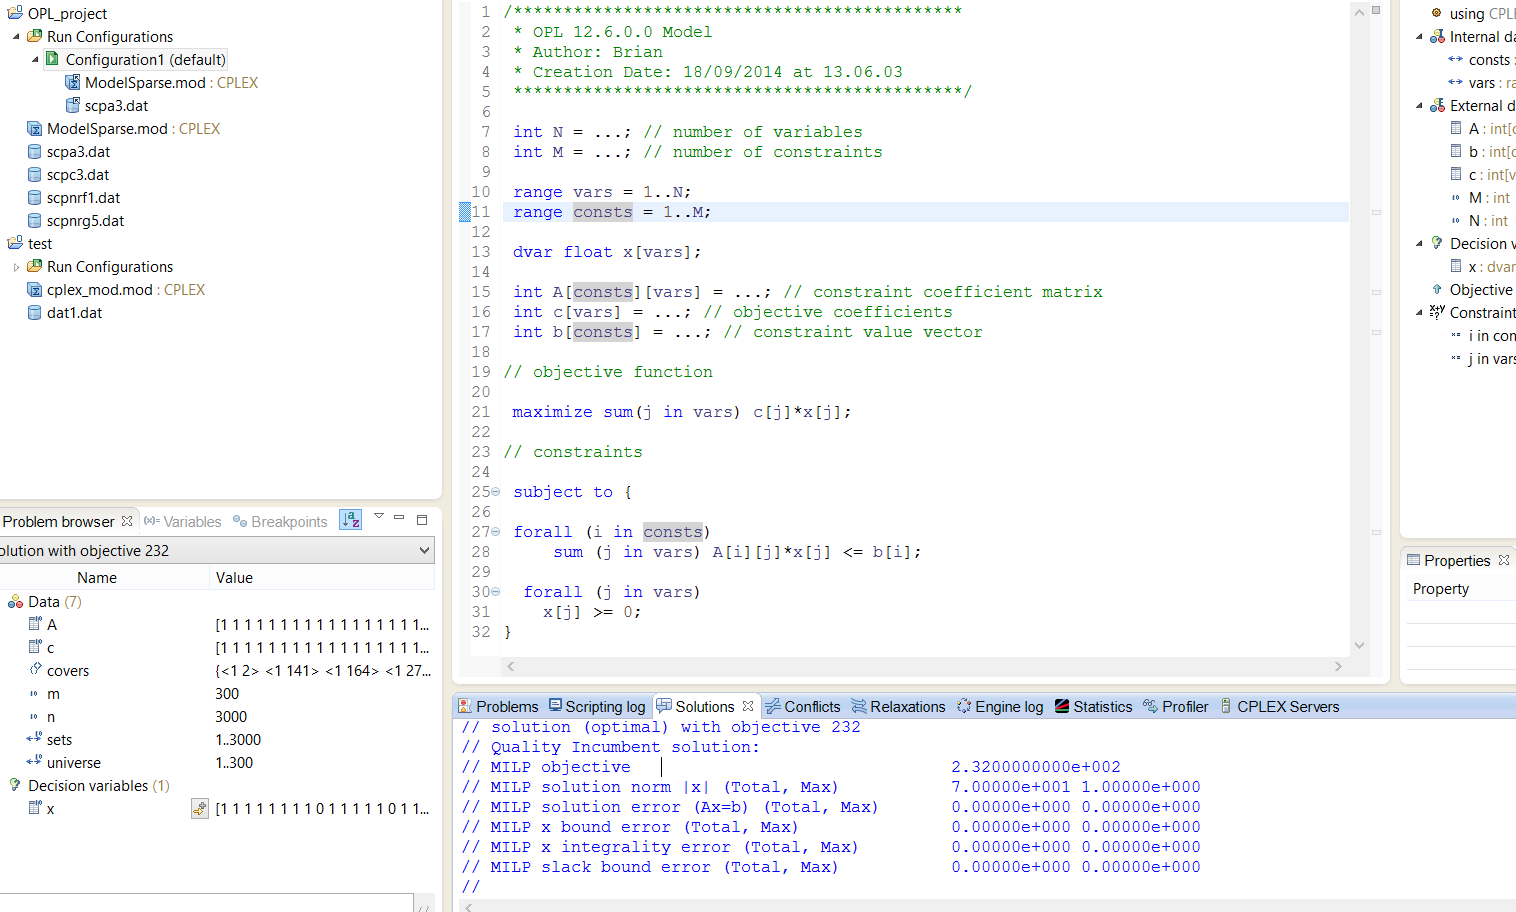 OPL_project
Run Configurations
Configuration1 (default)
ModelSparse.mod : CPLEX
scpa3.dat
ModelSparse.mod : CPLEX
scpa3.dat
scpc3.dat
scpnrf1.dat
scpnrg5.dat
test
Run Configurations
cplex_mod.mod : CPLEX
dat1.dat
Problem browser Variables Breakpoints
olution with objective 232
Name Value
Data (7)
A [1 1 1 1 1 1 1 1 1 1 1 1 1 1 1 1 1...
c [1 1 1 1 1 1 1 1 1 1 1 1 1 1 1 1 1...
covers {<1 2> <1 141> <1 164> <1 27...
m 300
n 3000
sets 1..3000
universe 1..300
Decision variables (1)
x [1 1 1 1 1 1 1 1 0 1 1 1 1 1 0 1 1...
1 /*********************************************
2 * OPL 12.6.0.0 Model
3 * Author: Brian
4 * Creation Date: 18/09/2014 at 13.06.03
5 *********************************************/
6
7 int N = ...; // number of variables
8 int M = ...; // number of constraints
9
10 range vars = 1..N;
11 range consts = 1..M;
12
13 dvar float x[vars];
14
15 int A[consts][vars] = ...; // constraint coefficient matrix
16 int c[vars] = ...; // objective coefficients
17 int b[consts] = ...; // constraint value vector
18
19 // objective function
20
21 maximize sum(j in vars) c[j]*x[j];
22
23 // constraints
24
25 subject to {
26
27 forall (i in consts)
28 sum (j in vars) A[i][j]*x[j] <= b[i];
29
30 forall (j in vars)
31 x[j] >= 0;
32 }
Problems Scripting log Solutions Conflicts Relaxations Engine log Statistics Profiler CPLEX Servers
// solution (optimal) with objective 232
// Quality Incumbent solution:
// MILP objective 2.3200000000e+002
// MILP solution norm |x| (Total, Max) 7.00000e+001 1.00000e+000
// MILP solution error (Ax=b) (Total, Max) 0.00000e+000 0.00000e+000
// MILP x bound error (Total, Max) 0.00000e+000 0.00000e+000
// MILP x integrality error (Total, Max) 0.00000e+000 0.00000e+000
// MILP slack bound error (Total, Max) 0.00000e+000 0.00000e+000
//
using CPLE
Internal da
consts :
vars : ra
External d
A : int[c
b : int[c
c : int[v
M : int
N : int
Decision v
x : dvar
Objective
Constraint
i in con
j in vars
Properties
Property